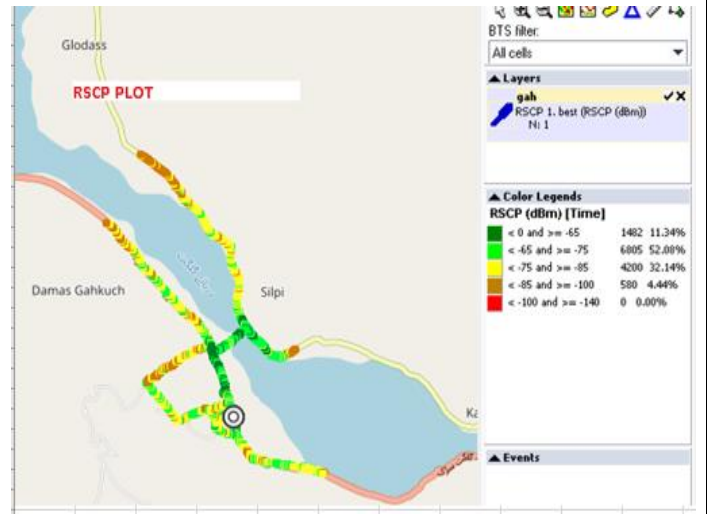 Glodass
RSCP PLOT
Damas Gahkuch
Silpi
BTS filter:
All cells
Layers
gah
RSCP 1. best (RSCP (dBm))
N: 1
Color Legends
RSCP (dBm) [Time]
< 0 and >= -65 1482 11.34%
< -65 and >= -75 6805 52.08%
< -75 and >= -85 4200 32.14%
< -85 and >= -100 580 4.44%
< -100 and >= -140 0 0.00%
Events